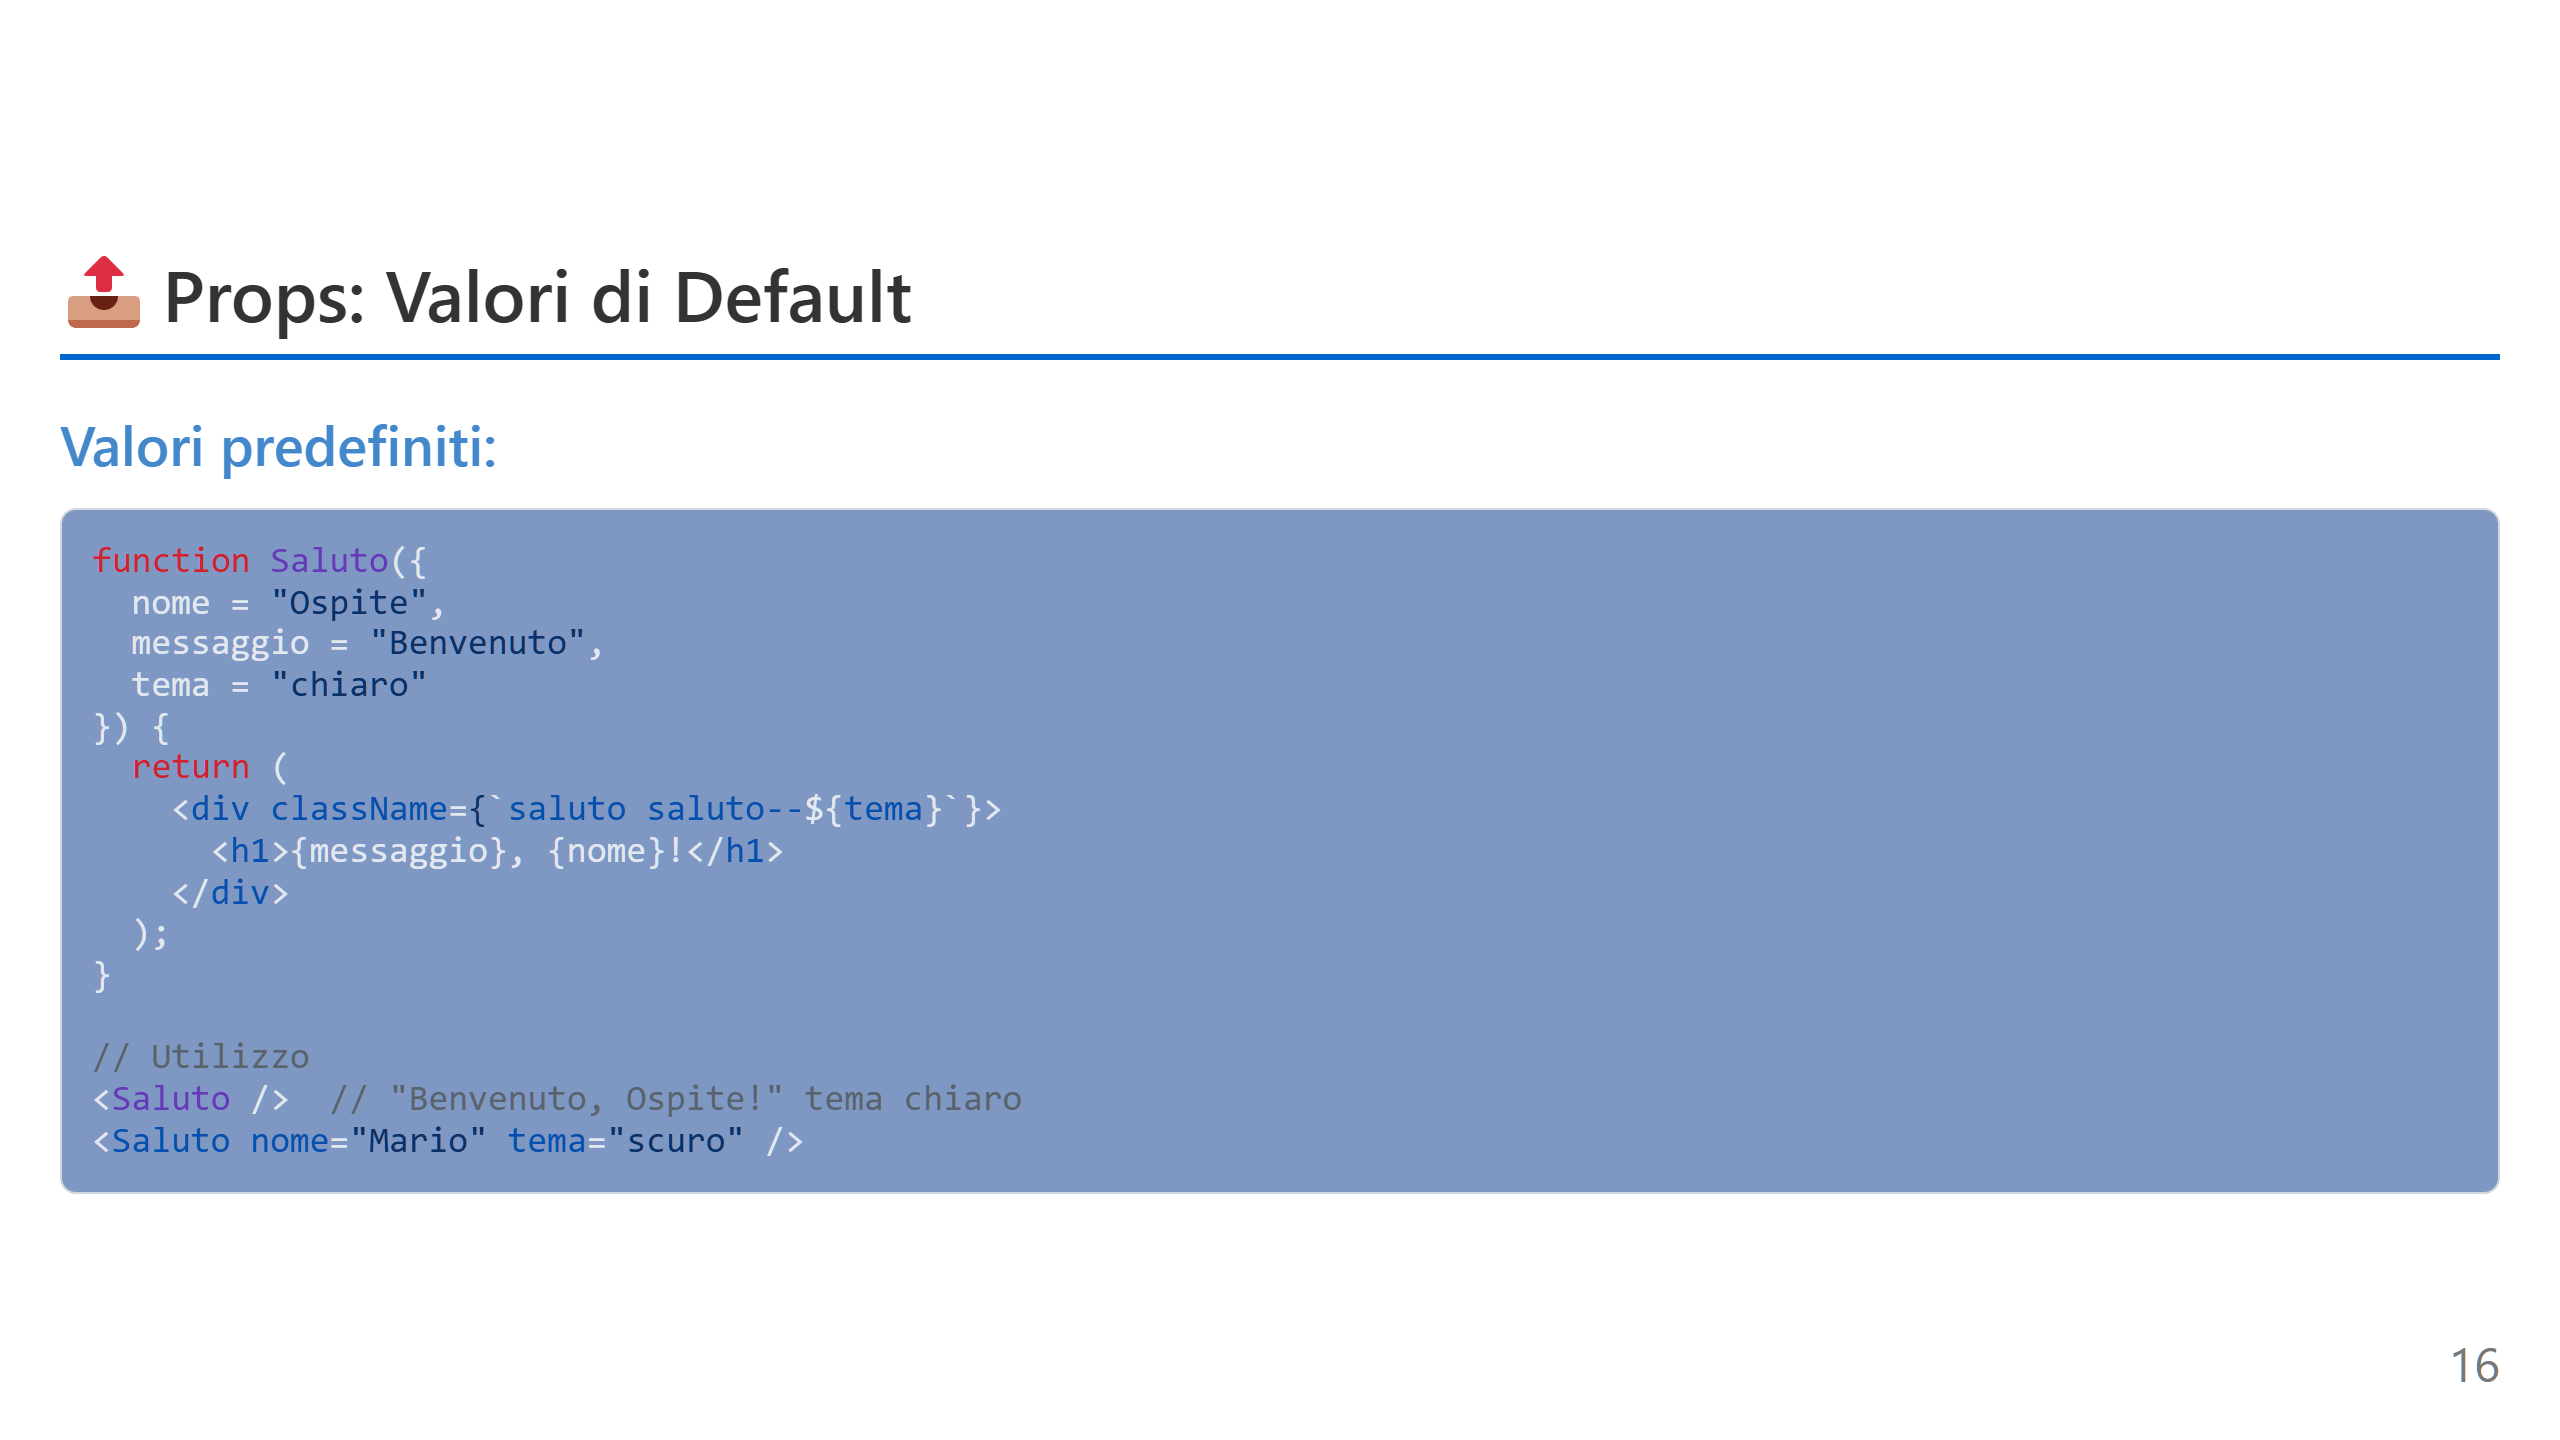 Props: Valori di Default
Valori predefiniti:
function Saluto({
  nome = "Ospite",
  messaggio = "Benvenuto",
  tema = "chiaro"
}) {
  return (
    <div className={`saluto saluto--${tema}`}>
      <h1>{messaggio}, {nome}!</h1>
    </div>
  );
}
// Utilizzo
<Saluto />  // "Benvenuto, Ospite!" tema chiaro
<Saluto nome="Mario" tema="scuro" />
16